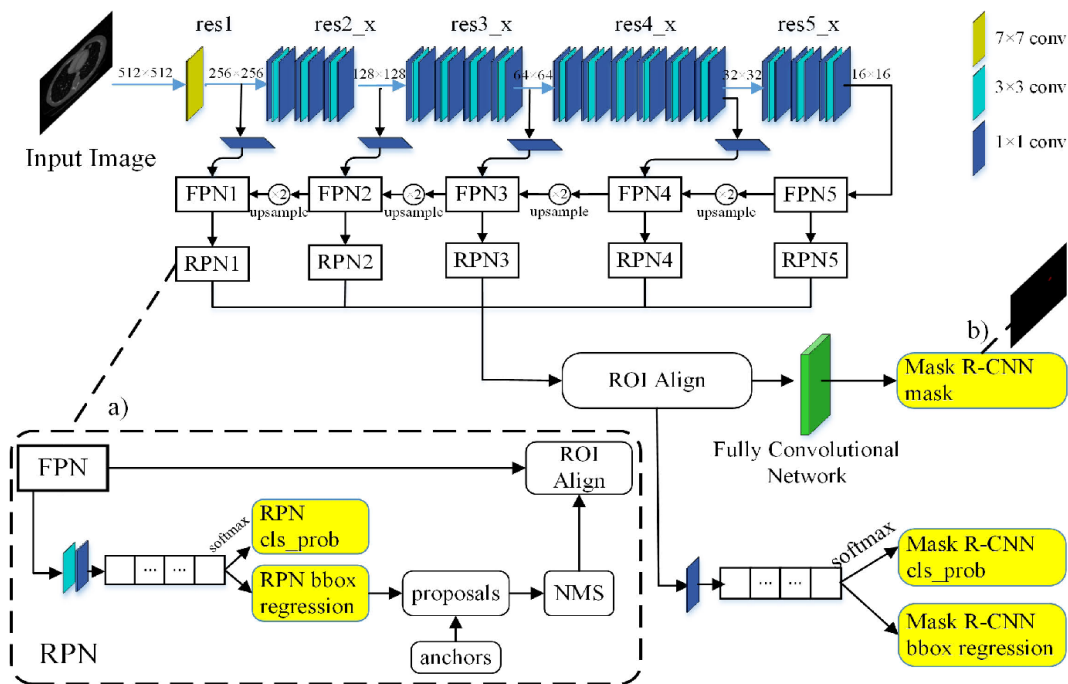 res1
res2_x
res3_x
res4_x
res5_x
7×7 conv
3×3 conv
1×1 conv
512×512
256×256
128×128
64×64
32×32
16×16
Input Image
FPN1
×2
upsample
FPN2
×2
upsample
FPN3
×2
upsample
FPN4
×2
upsample
FPN5
RPN1
RPN2
RPN3
RPN4
RPN5
ROI Align
Fully Convolutional
Network
b)
Mask R-CNN
mask
a)
FPN
ROI
Align
softmax
RPN
cls_prob
RPN bbox
regression
... ...
proposals
NMS
anchors
RPN
... ...
softmax
Mask R-CNN
cls_prob
Mask R-CNN
bbox regression